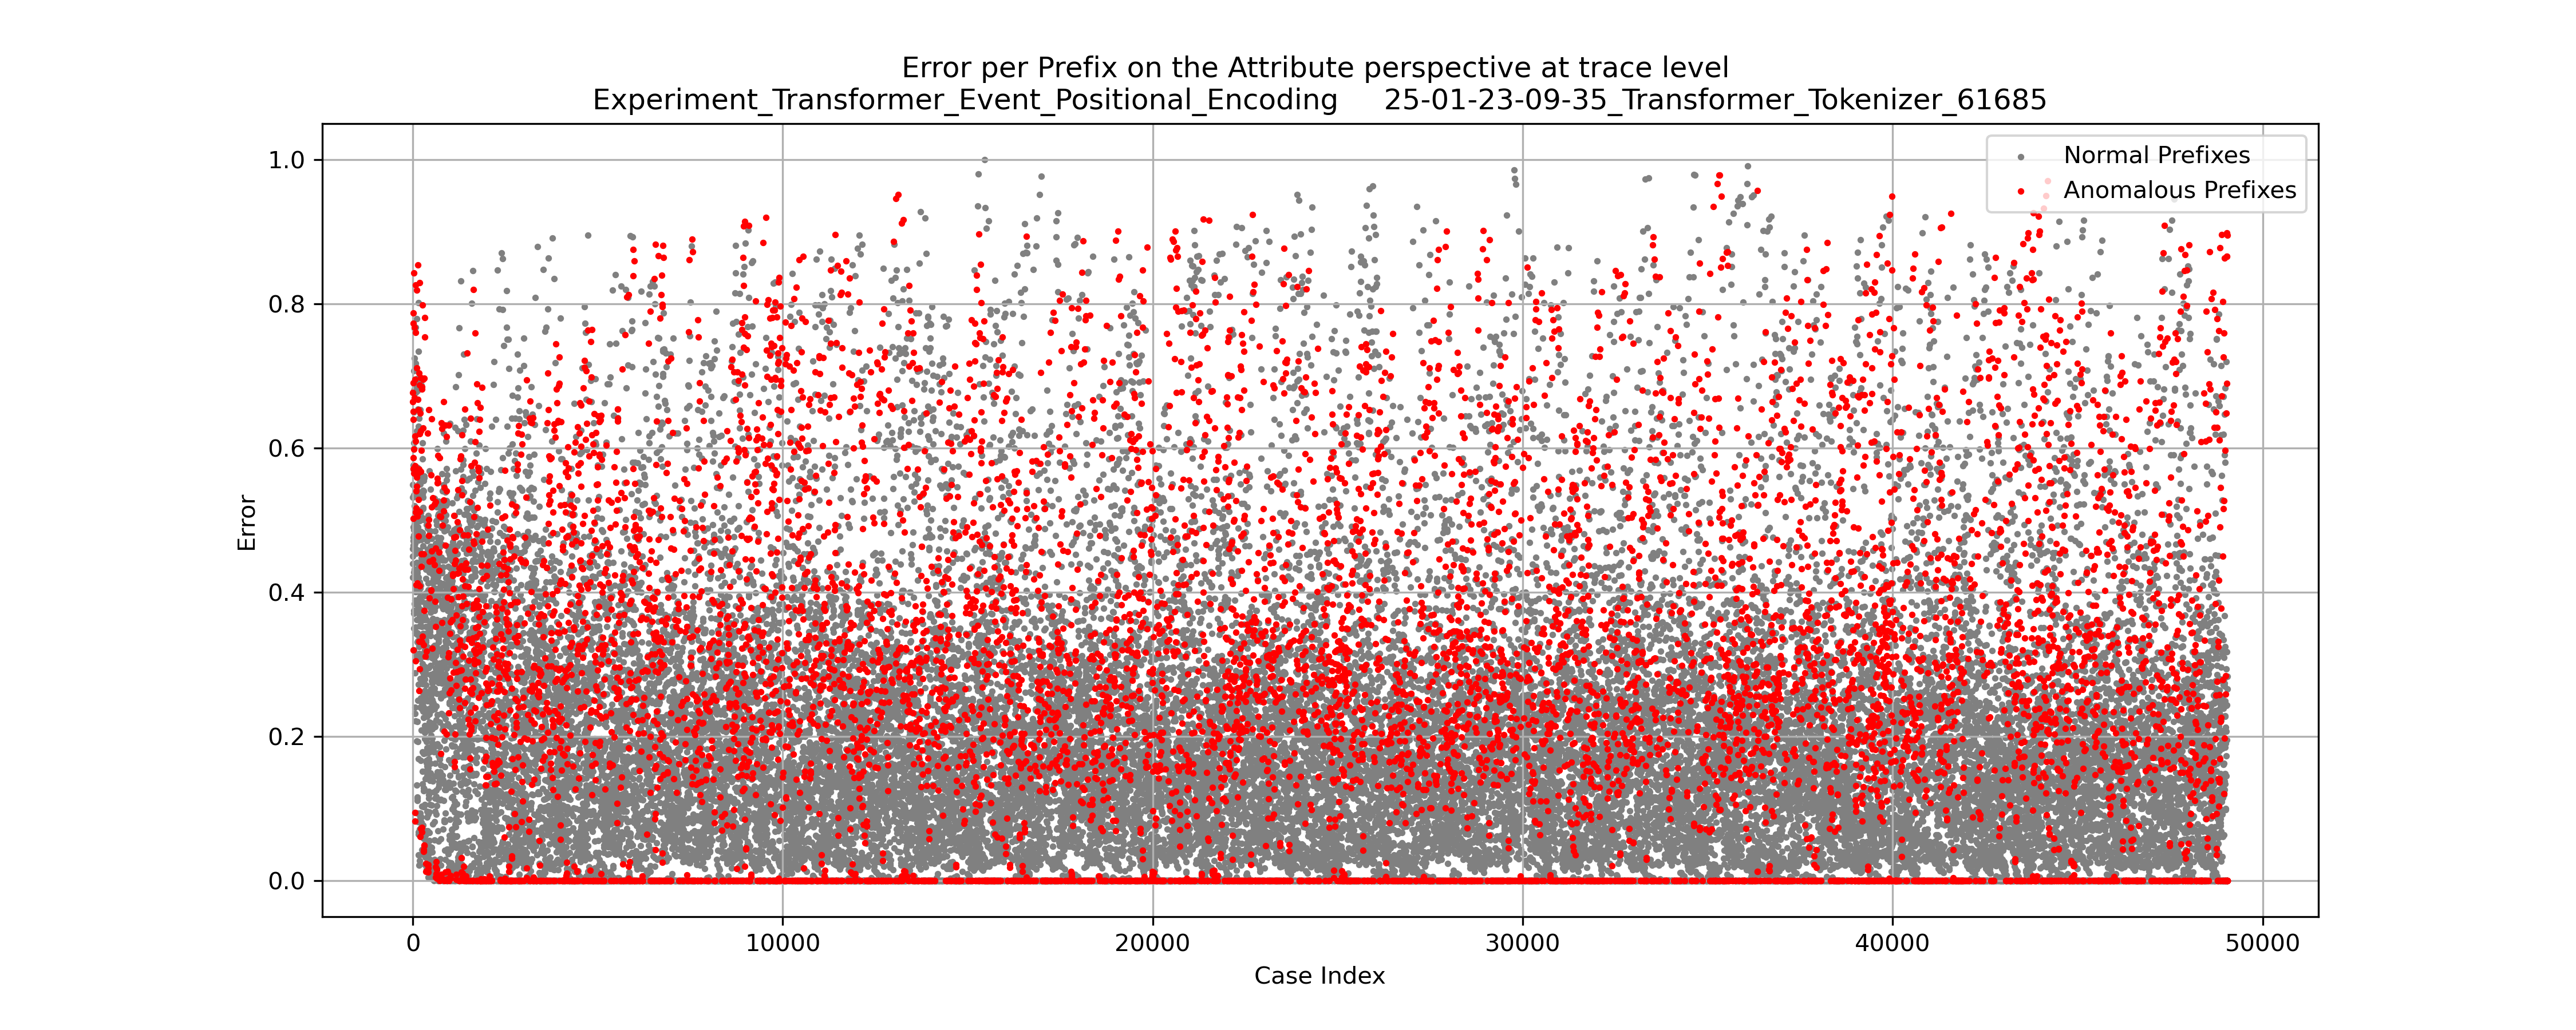 Error per Prefix on the Attribute perspective at trace level
Experiment_Transformer_Event_Positional_Encoding 25-01-23-09-35_Transformer_Tokenizer_61685
Normal Prefixes
Anomalous Prefixes
1.0
0.8
0.6
0.4
0.2
0.0
Error
0 10000 20000 30000 40000 50000
Case Index